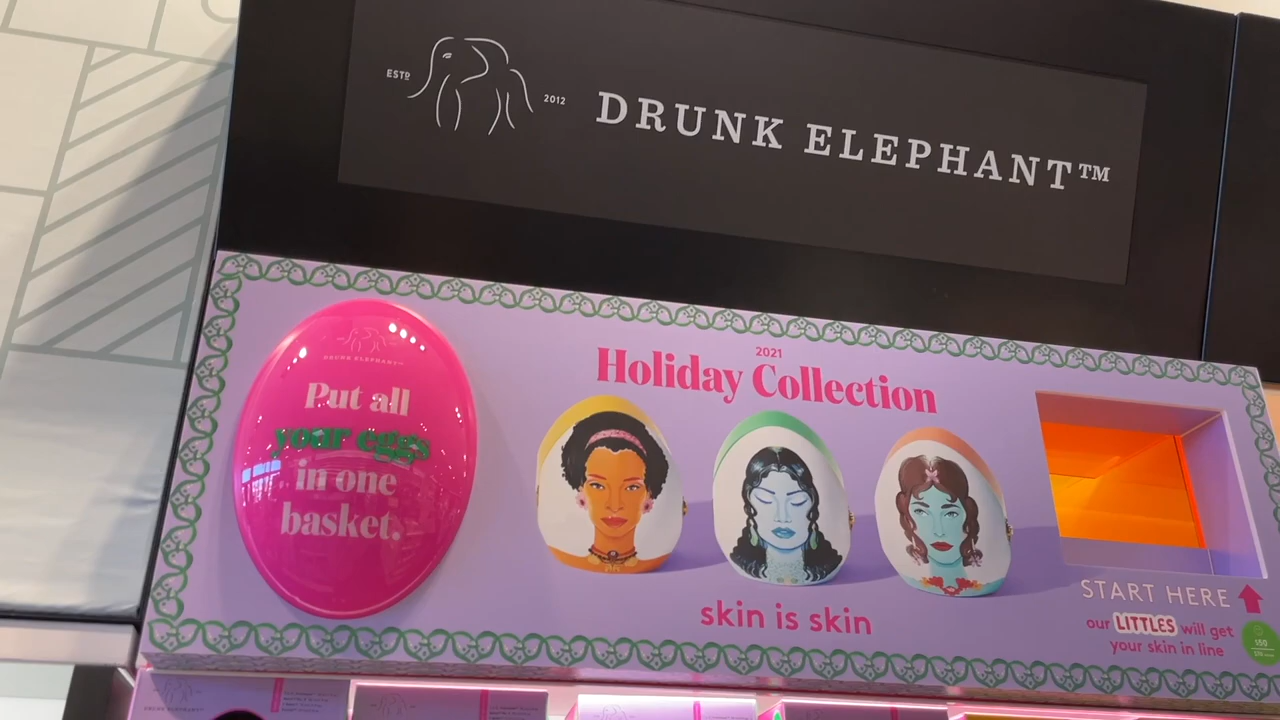 ESTD
2012
DRUNK ELEPHANT™
DRUNK ELEPHANT™
Put all
your eggs
in one
basket.
2021
Holiday Collection
skin is skin
START HERE
our LITTLES will get
your skin in line